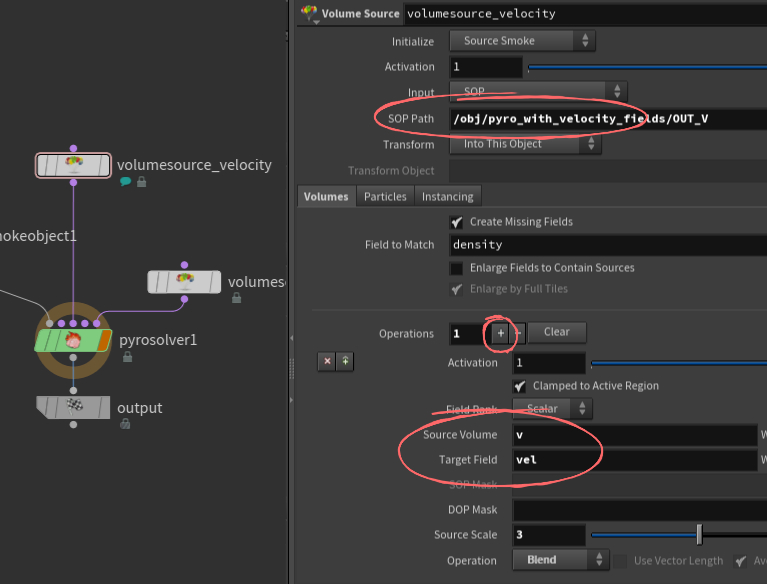 volumesource_velocity
nokeobject1
volumes
pyrosolver1
output
Volume Source volumesource_velocity
Initialize Source Smoke
Activation 1
Input SOP
SOP Path /obj/pyro_with_velocity_fields/OUT_V
Transform Into This Object
Transform Object
Volumes Particles Instancing
Create Missing Fields
Field to Match density
Enlarge Fields to Contain Sources
Enlarge by Full Tiles
Operations 1 + - Clear
Activation 1
Clamped to Active Region
Field Rank Scalar
Source Volume v W
Target Field vel W
SOP Mask
DOP Mask
Source Scale 3
Operation Blend Use Vector Length Av